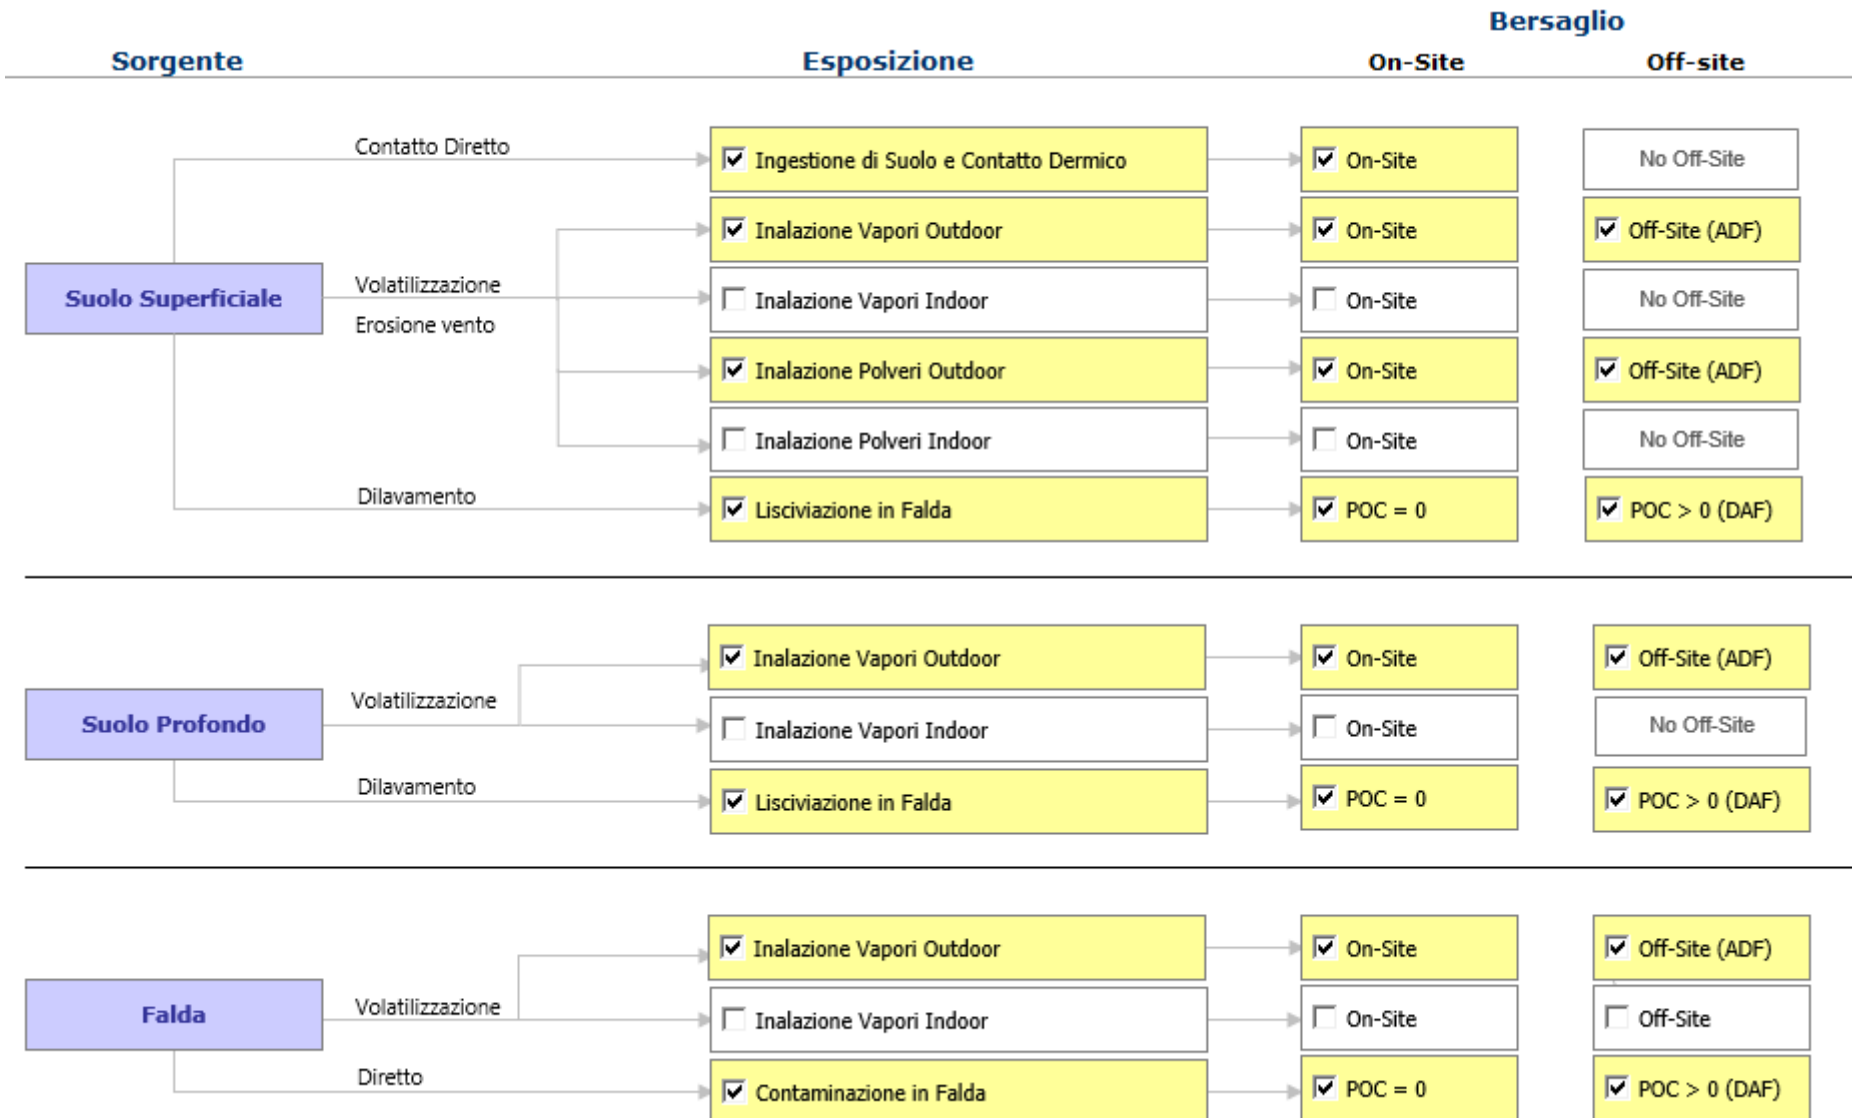 Bersaglio
Sorgente Esposizione On-Site Off-site
Contatto Diretto Ingestione di Suolo e Contatto Dermico On-Site No Off-Site
Inalazione Vapori Outdoor On-Site Off-Site (ADF)
Suolo Superficiale Volatilizzazione Inalazione Vapori Indoor On-Site No Off-Site
Erosione vento
Inalazione Polveri Outdoor On-Site Off-Site (ADF)
Inalazione Polveri Indoor On-Site No Off-Site
Dilavamento Lisciviazione in Falda POC = 0 POC > 0 (DAF)
Inalazione Vapori Outdoor On-Site Off-Site (ADF)
Suolo Profondo Volatilizzazione Inalazione Vapori Indoor On-Site No Off-Site
Dilavamento Lisciviazione in Falda POC = 0 POC > 0 (DAF)
Inalazione Vapori Outdoor On-Site Off-Site (ADF)
Falda Volatilizzazione Inalazione Vapori Indoor On-Site Off-Site
Diretto Contaminazione in Falda POC = 0 POC > 0 (DAF)